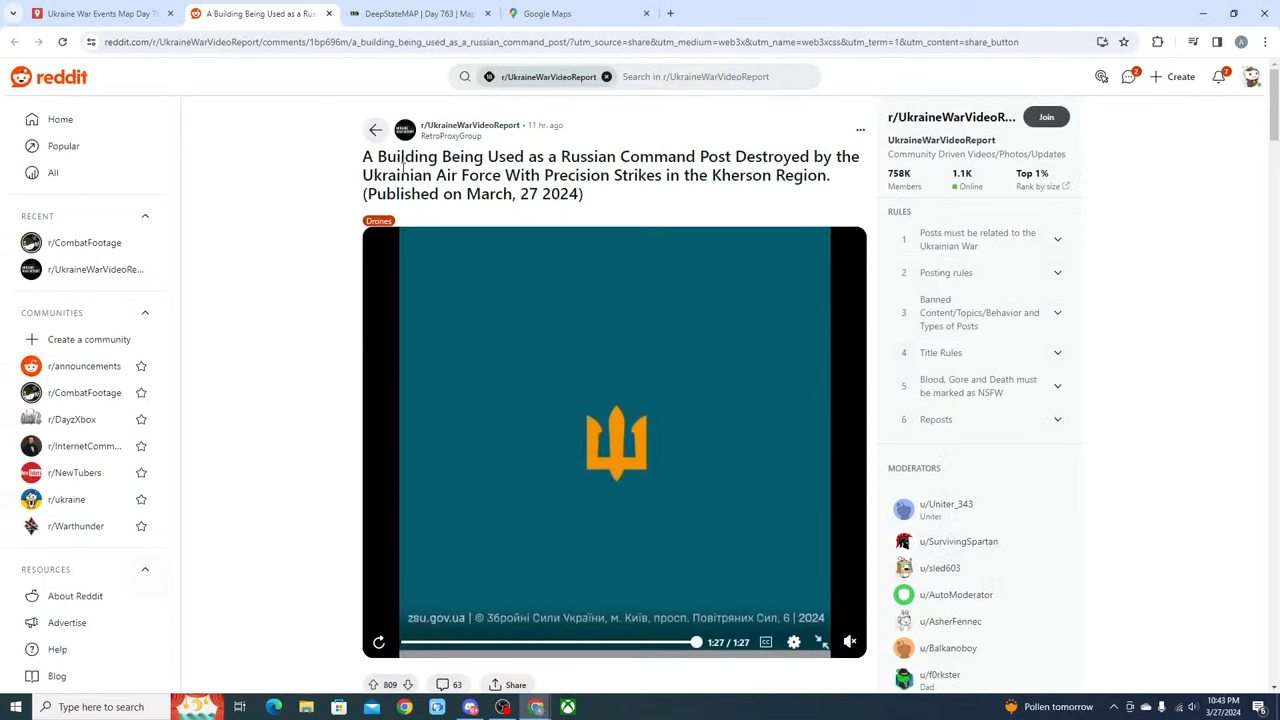 Ukraine War Events Map Day 7
A Building Being Used as a Rus
DeepStateMAP | Day 763 | Map
Google Maps
reddit.com/r/UkraineWarVideoReport/comments/1bp696m/a_building_being_used_as_a_russian_command_post/?utm_source=share&utm_medium=web3x&utm_name=web3xcss&utm_term=1&utm_content=share_button
reddit
r/UkraineWarVideoReport
Search in r/UkraineWarVideoReport
2
Create
7
Home
Popular
All
RECENT
r/CombatFootage
r/UkraineWarVideoRe...
COMMUNITIES
Create a community
r/announcements
r/CombatFootage
r/DayzXbox
r/InternetComm...
r/NewTubers
r/ukraine
r/Warthunder
RESOURCES
About Reddit
Advertise
Help
Blog
r/UkraineWarVideoReport • 11 hr. ago
RetroProxyGroup
A Building Being Used as a Russian Command Post Destroyed by the
Ukrainian Air Force With Precision Strikes in the Kherson Region.
(Published on March, 27 2024)
Drones
zsu.gov.ua | © Збройні Сили України, м. Київ, просп. Повітряних Сил, 6 | 2024
1:27 / 1:27
CC
809
63
Share
r/UkraineWarVideoR...
Join
UkraineWarVideoReport
Community Driven Videos/Photos/Updates
758K
1.1K
Top 1%
Members
Online
Rank by size
RULES
1 Posts must be related to the
Ukrainian War
2 Posting rules
3 Banned
Content/Topics/Behavior and
Types of Posts
4 Title Rules
5 Blood, Gore and Death must
be marked as NSFW
6 Reposts
MODERATORS
u/Uniter_343
Uniter
u/SurvivingSpartan
u/sled603
u/AutoModerator
u/AsherFennec
u/Balkanoboy
u/f0rkster
Dad
Type here to search
Pollen tomorrow
10:43 PM
3/27/2024